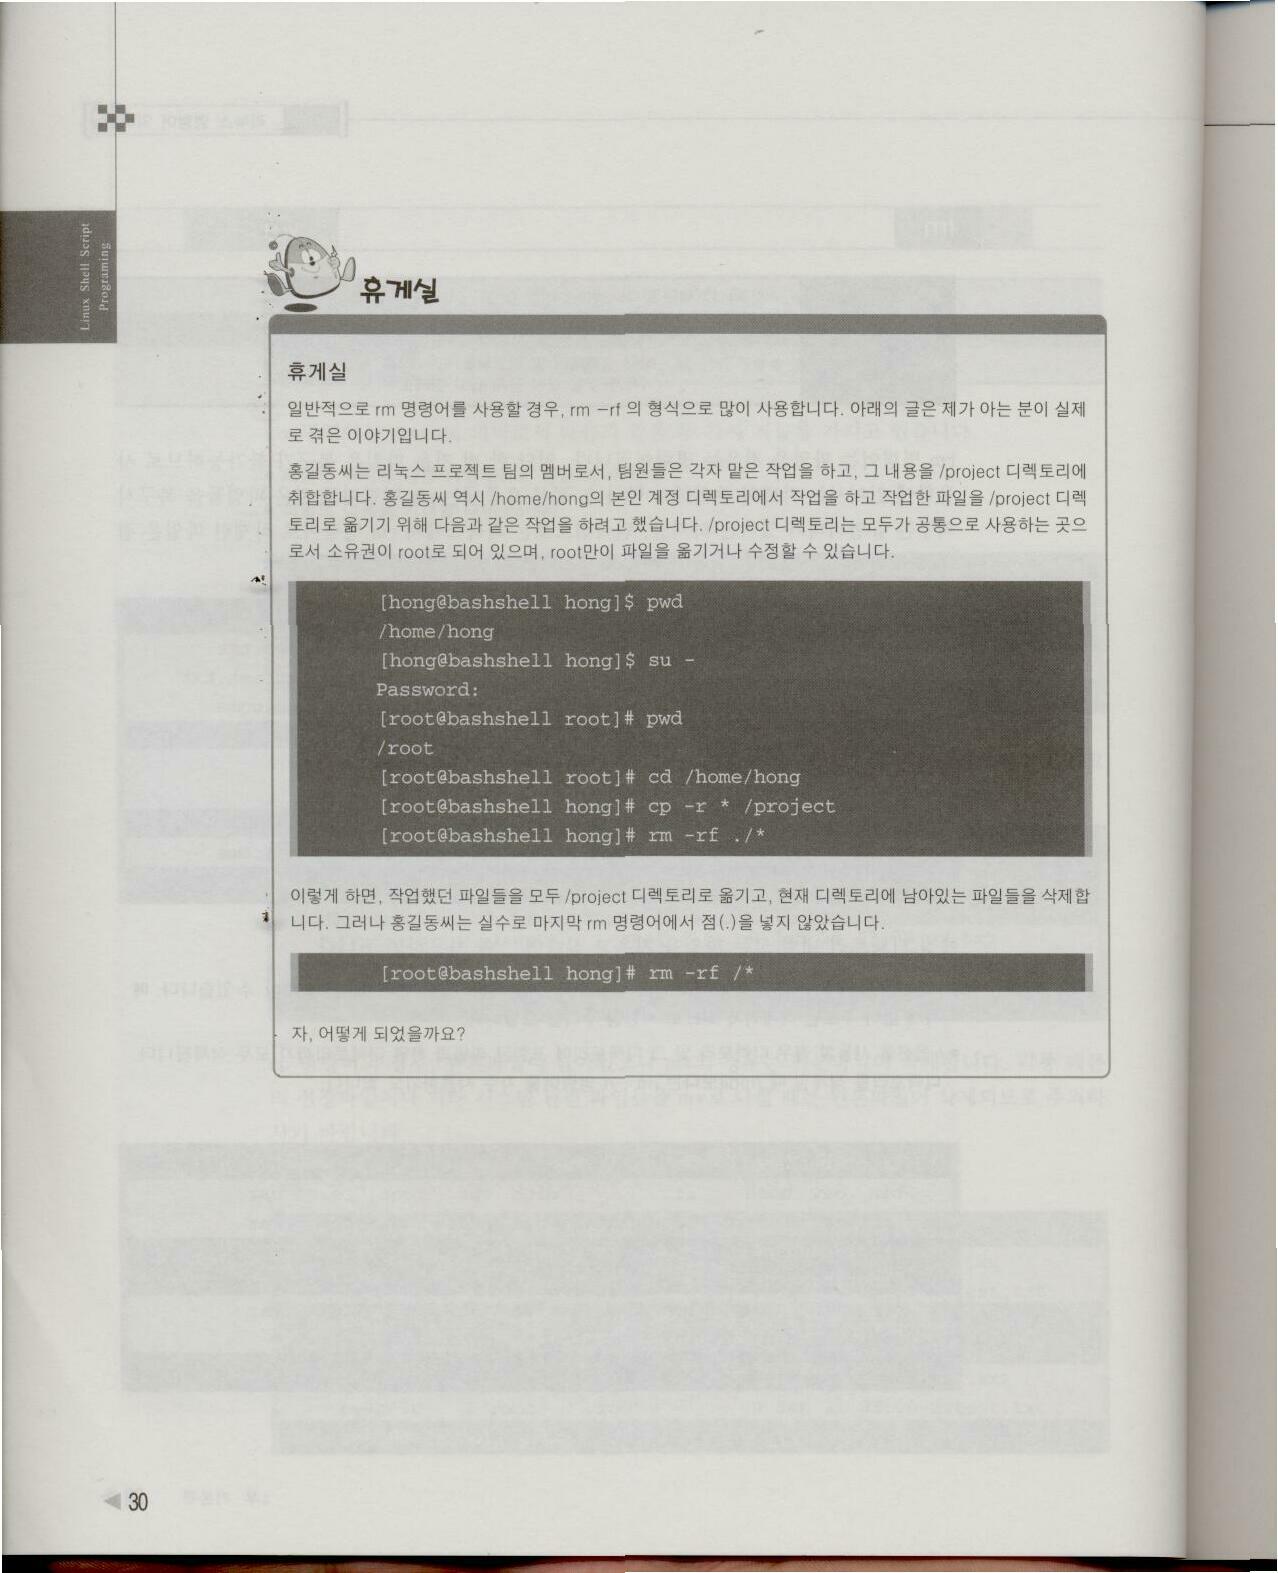 Linux Shell Script
Programing
휴게실
휴게실
일반적으로 rm 명령어를 사용할 경우, rm -rf 의 형식으로 많이 사용합니다. 아래의 글은 제가 아는 분이 실제
로 겪은 이야기입니다.
홍길동씨는 리눅스 프로젝트 팀의 멤버로서, 팀원들은 각자 맡은 작업을 하고, 그 내용을 /project 디렉토리에
취합합니다. 홍길동씨 역시 /home/hong의 본인 계정 디렉토리에서 작업을 하고 작업한 파일을 /project 디렉
토리로 옮기기 위해 다음과 같은 작업을 하려고 했습니다. /project 디렉토리는 모두가 공통으로 사용하는 곳으
로서 소유권이 root로 되어 있으며, root만이 파일을 옮기거나 수정할 수 있습니다.
[hong@bashshell hong]$ pwd
/home/hong
[hong@bashshell hong]$ su -
Password:
[root@bashshell root]# pwd
/root
[root@bashshell root]# cd /home/hong
[root@bashshell hong]# cp -r * /project
[root@bashshell hong]# rm -rf ./*
이렇게 하면, 작업했던 파일들을 모두 /project 디렉토리로 옮기고, 현재 디렉토리에 남아있는 파일들을 삭제합
니다. 그러나 홍길동씨는 실수로 마지막 rm 명령어에서 점(.)을 넣지 않았습니다.
[root@bashshell hong]# rm -rf /*
자, 어떻게 되었을까요?
30